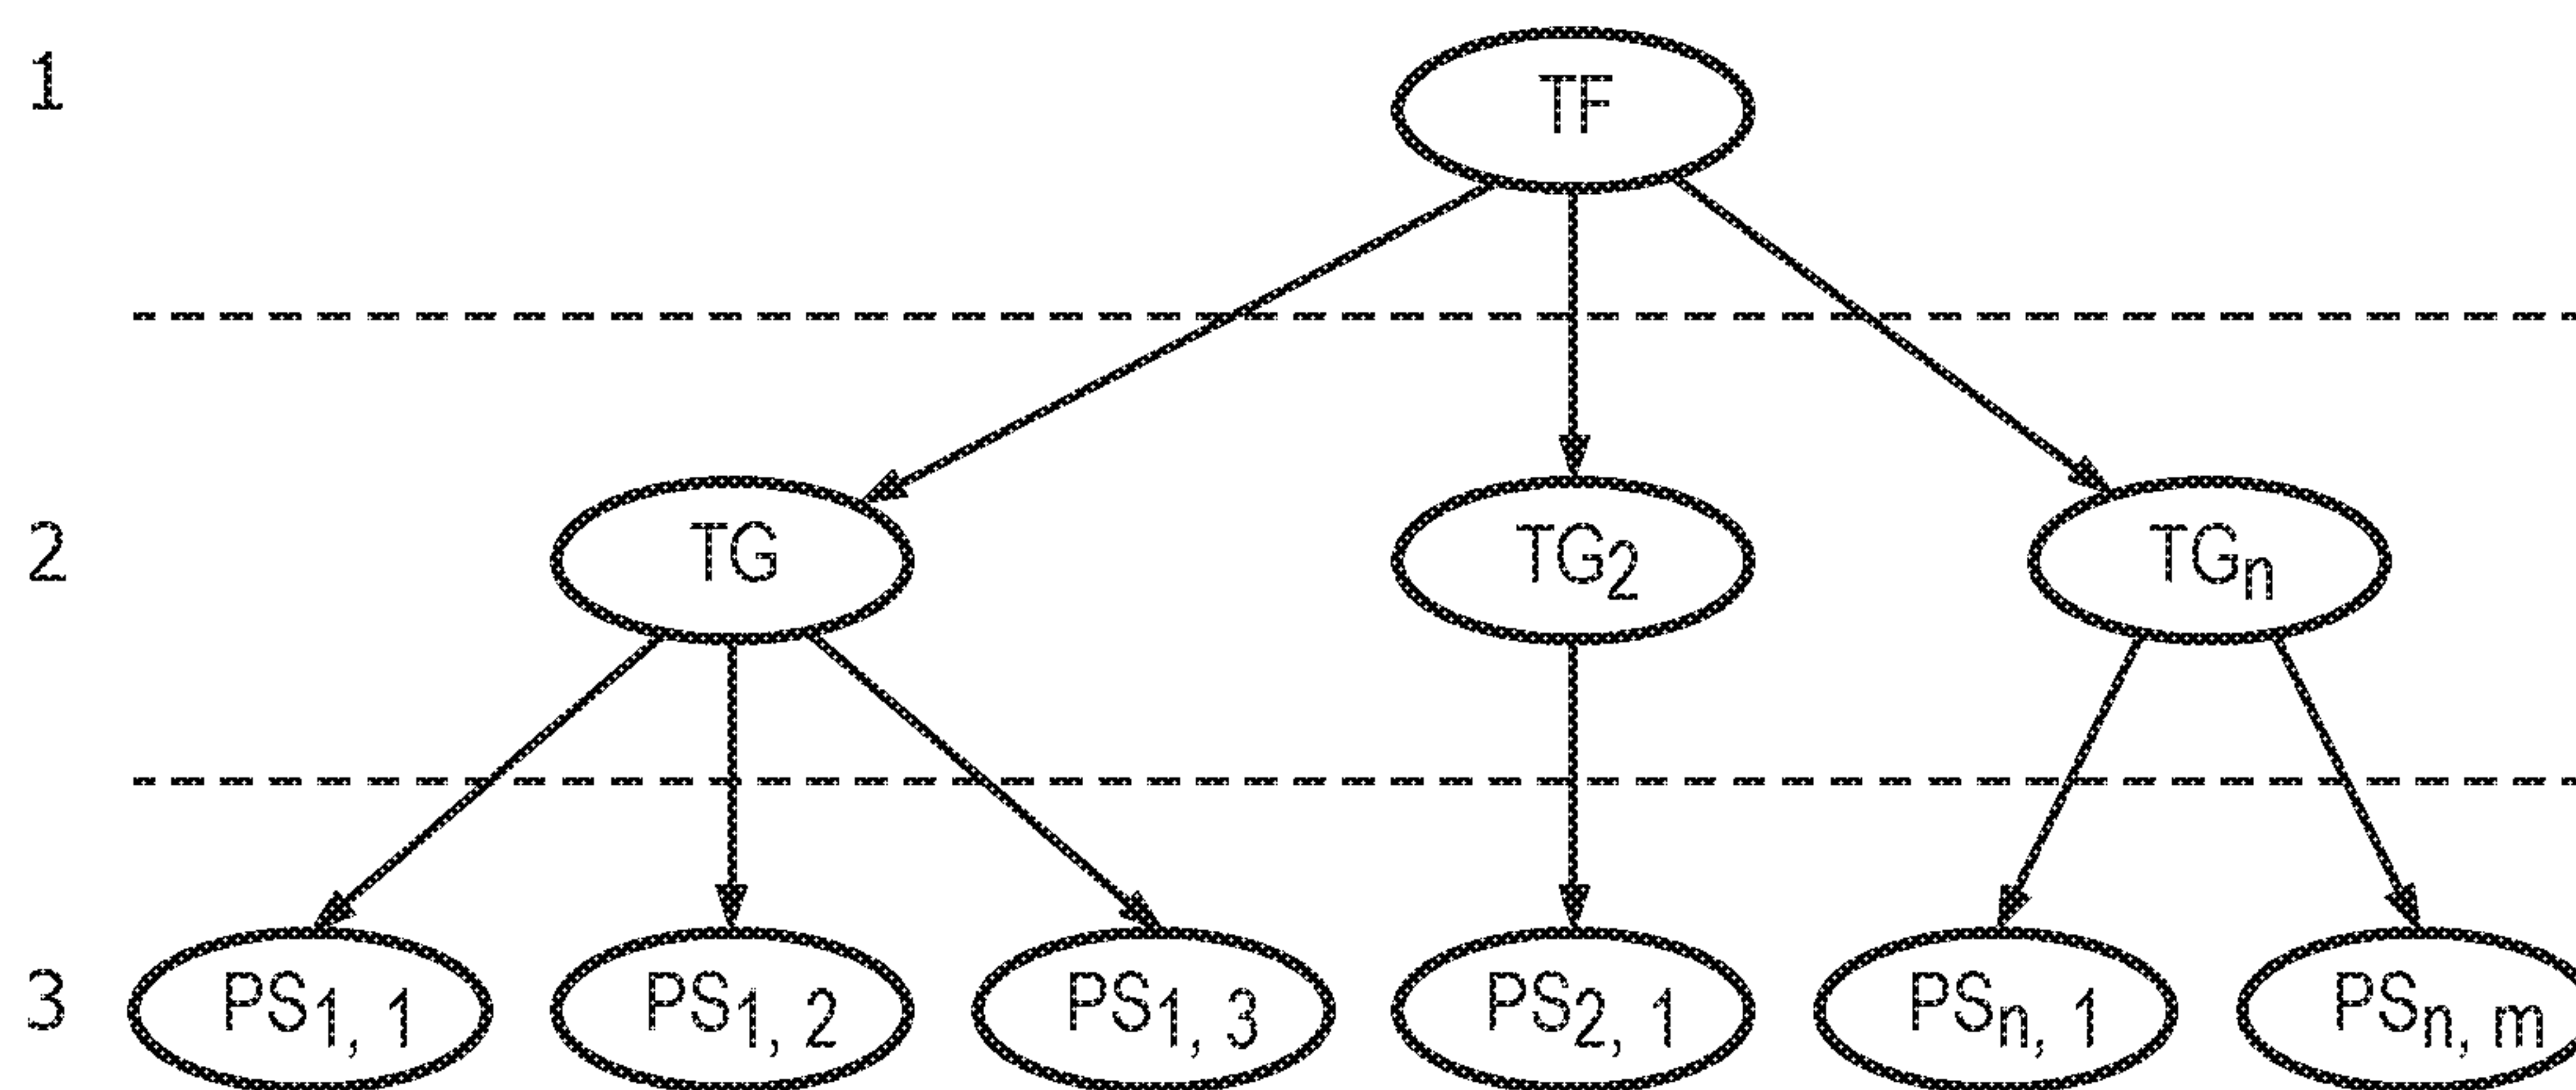 1 TF
2 TG TG2 TGn
3 PS1, 1 PS1, 2 PS1, 3 PS2, 1 PSn, 1 PSn, m